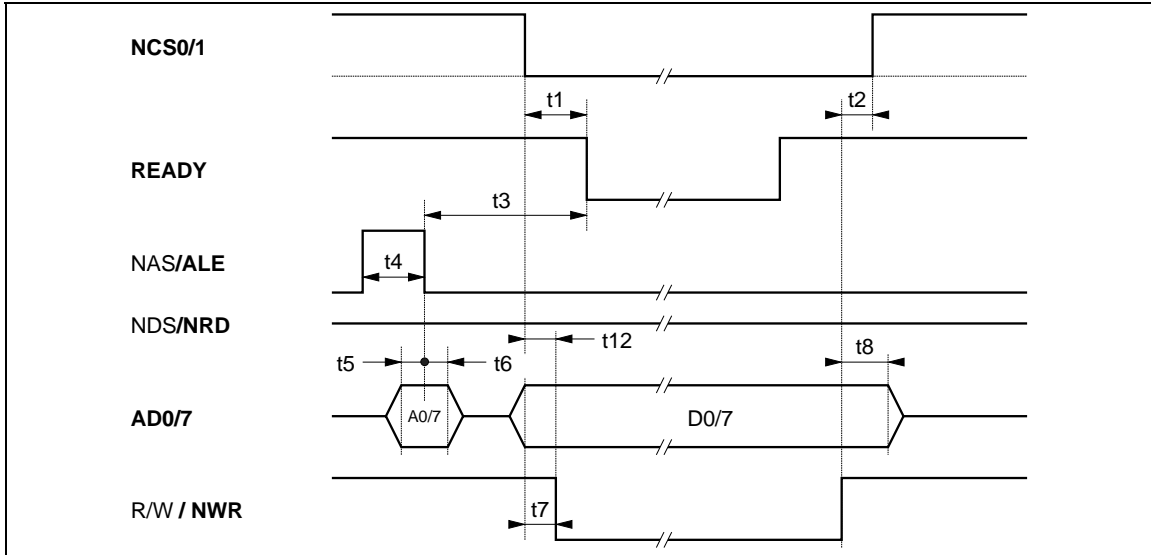 NCS0/1
t1
t2
READY
t3
NAS/ALE
t4
NDS/NRD
t12
t5
t6
t8
AD0/7
A0/7
D0/7
R/W / NWR
t7